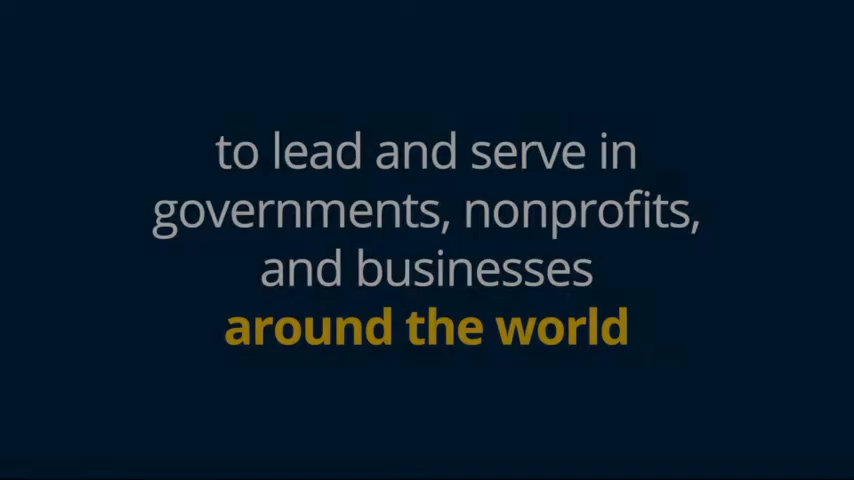 to lead and serve in
governments, nonprofits,
and businesses
around the world